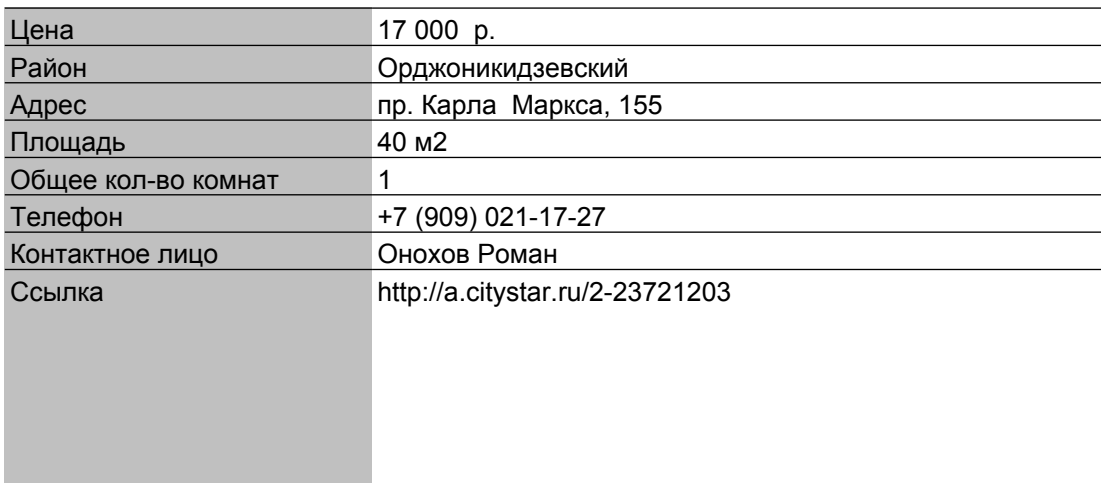 Цена 17 000 р.
Район Орджоникидзевский
Адрес пр. Карла Маркса, 155
Площадь 40 м2
Общее кол-во комнат 1
Телефон +7 (909) 021-17-27
Контактное лицо Онохов Роман
Ссылка http://a.citystar.ru/2-23721203